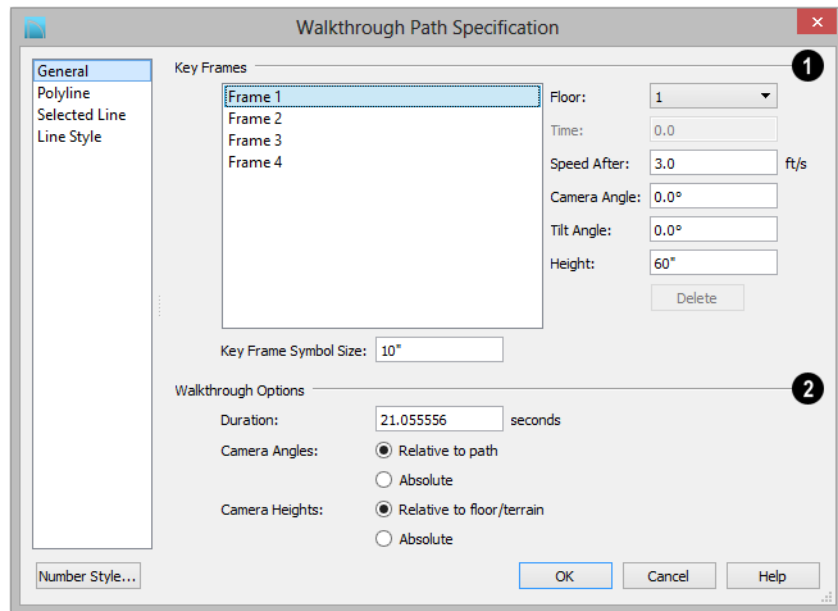 Walkthrough Path Specification
General
Polyline
Selected Line
Line Style
Key Frames
1
Frame 1
Frame 2
Frame 3
Frame 4
Floor: 1
Time: 0.0
Speed After: 3.0 ft/s
Camera Angle: 0.0°
Tilt Angle: 0.0°
Height: 60"
Delete
Key Frame Symbol Size: 10"
Walkthrough Options
2
Duration: 21.055556 seconds
Camera Angles: Relative to path
Absolute
Camera Heights: Relative to floor/terrain
Absolute
Number Style... OK Cancel Help